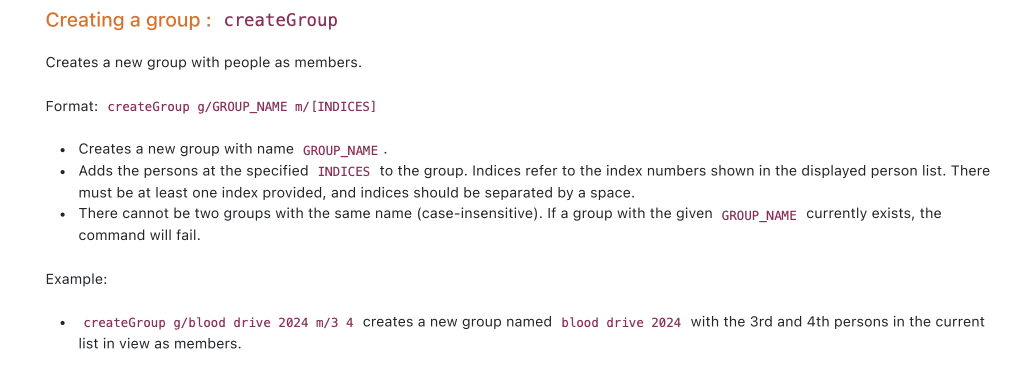 Creating a group : createGroup
Creates a new group with people as members.
Format: createGroup g/GROUP_NAME m/[INDICES]
• Creates a new group with name GROUP_NAME .
• Adds the persons at the specified INDICES to the group. Indices refer to the index numbers shown in the displayed person list. There
must be at least one index provided, and indices should be separated by a space.
• There cannot be two groups with the same name (case-insensitive). If a group with the given GROUP_NAME currently exists, the
command will fail.
Example:
• createGroup g/blood drive 2024 m/3 4 creates a new group named blood drive 2024 with the 3rd and 4th persons in the current
list in view as members.